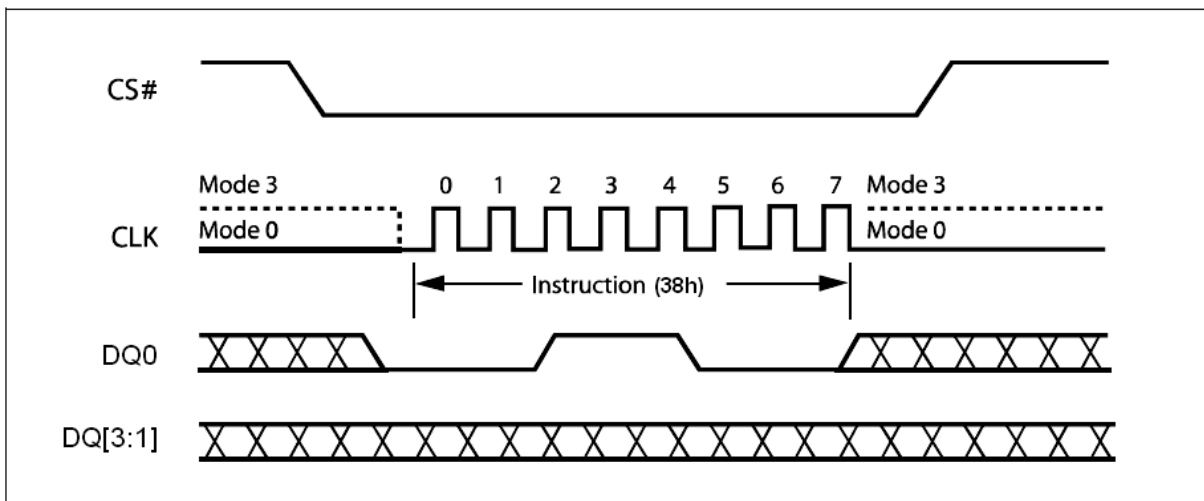 CS#
Mode 3 0 1 2 3 4 5 6 7 Mode 3
CLK Mode 0 Mode 0
Instruction (38h)
DQ0
DQ[3:1]